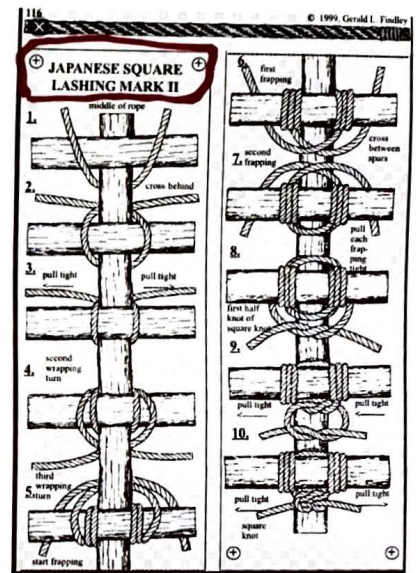 116
© 1999, Gerald L. Findley
JAPANESE SQUARE
LASHING MARK II
middle of rope
1.
2.
cross behind
3.
pull tight
pull tight
4.
second
wrapping
turn
third
wrapping
turn
5.
start frapping
6.
first
frapping
cross
between
spars
7.
second
frapping
pull
each
frap-
ping
tight
8.
first half
knot of
square knot
9.
pull tight
pull tight
10.
pull tight
pull tight
square
knot